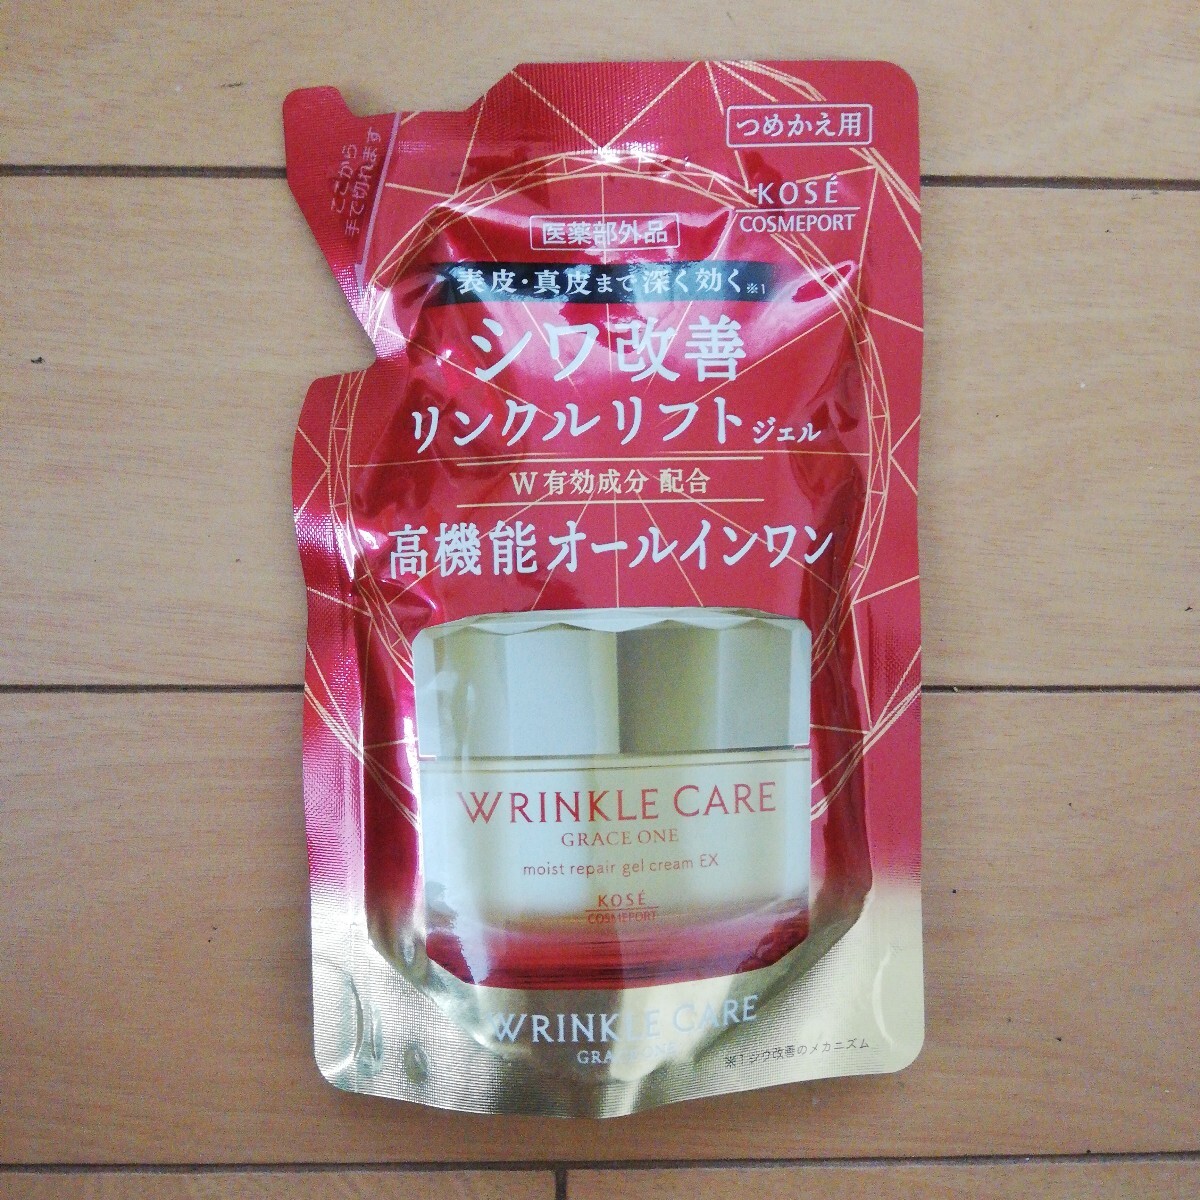 つめかえ用
ここから
手で切れます
KOSÉ
COSMEPORT
医薬部外品
表皮・真皮まで深く効く※1
シワ改善
リンクルリフトジェル
W有効成分 配合
高機能オールインワン
WRINKLE CARE
GRACE ONE
moist repair gel cream EX
KOSÉ
COSMEPORT
WRINKLE CARE
GRACE ONE
※1 シワ改善のメカニズム